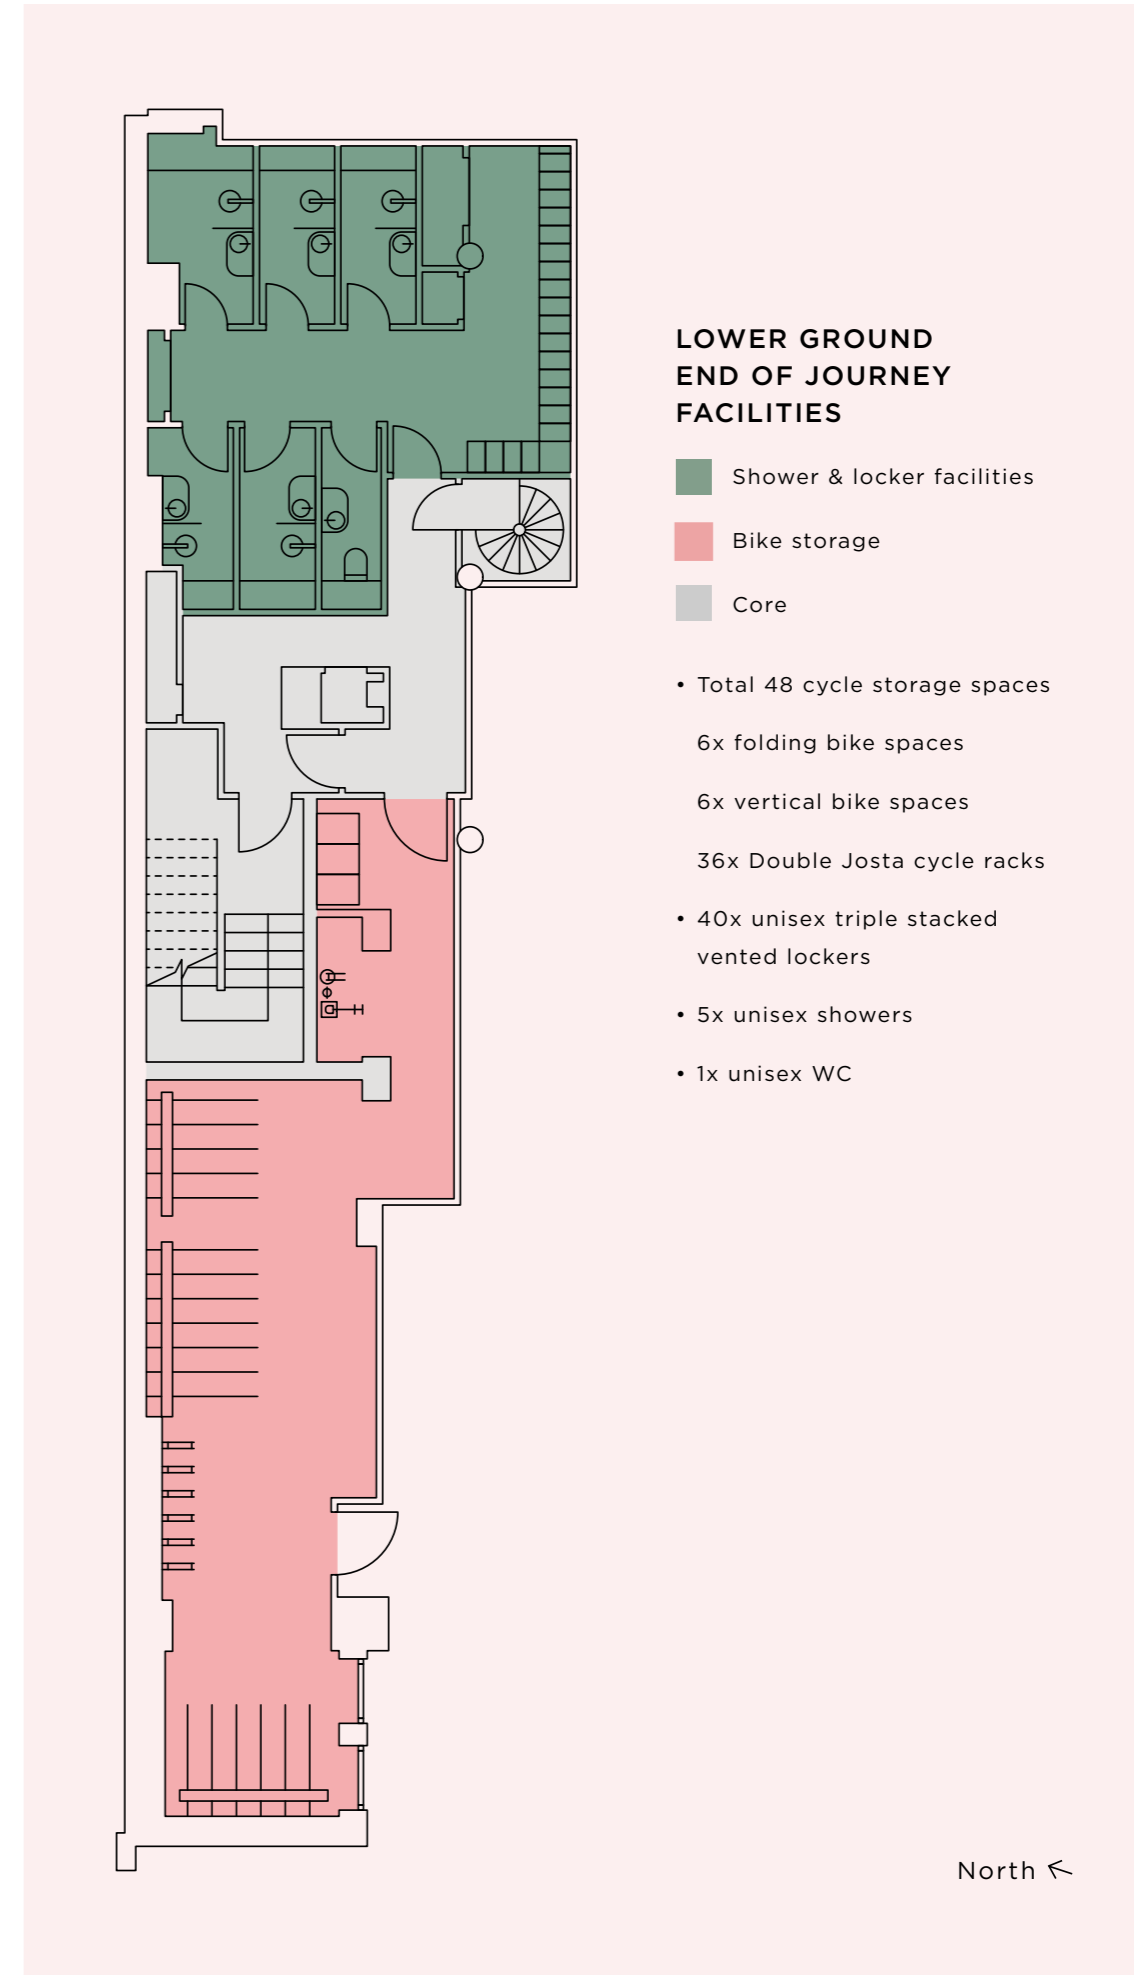 LOWER GROUND
END OF JOURNEY
FACILITIES
Shower & locker facilities
Bike storage
Core
• Total 48 cycle storage spaces
6x folding bike spaces
6x vertical bike spaces
36x Double Josta cycle racks
• 40x unisex triple stacked
vented lockers
• 5x unisex showers
• 1x unisex WC
North